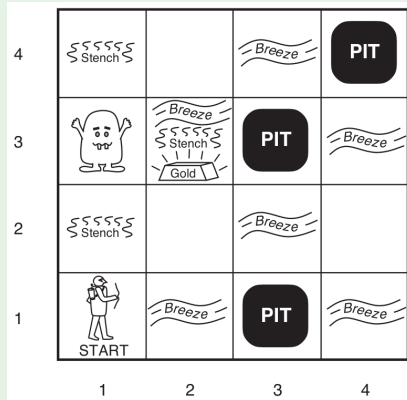 4
Stench
Breeze
PIT
3
Breeze
Stench
Gold
PIT
Breeze
2
Stench
Breeze
1
START
Breeze
PIT
Breeze
1 2 3 4